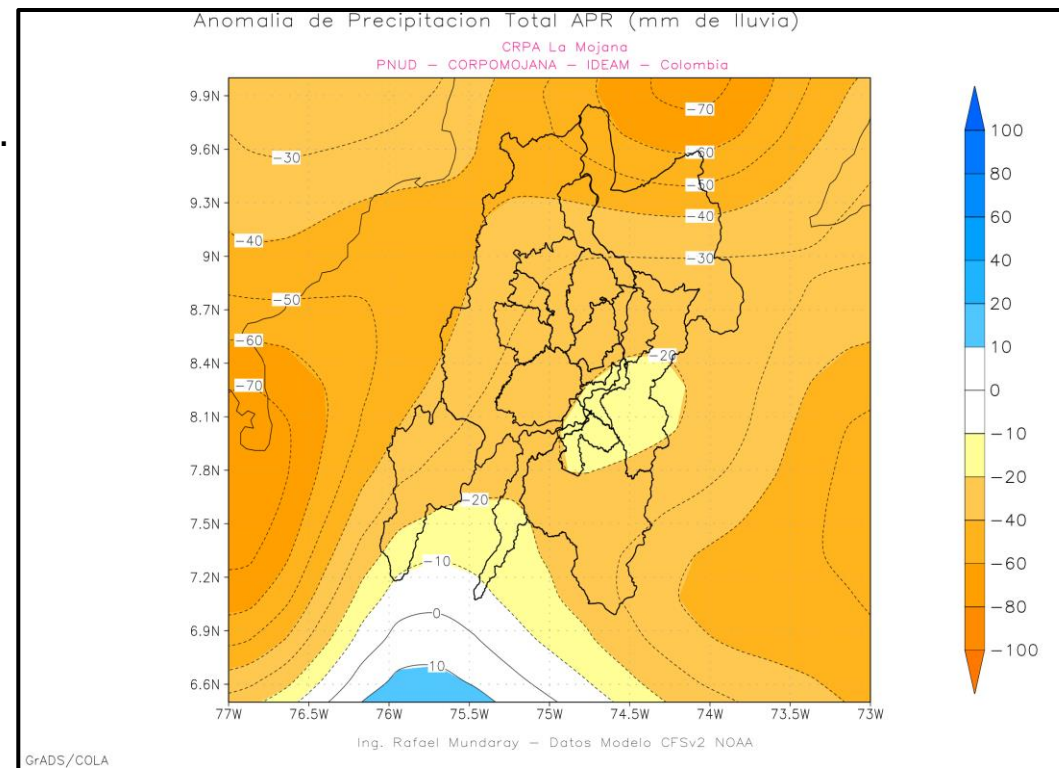 Anomalia de Precipitacion Total APR (mm de lluvia)
CRPA La Mojana
PNUD – CORPOMOJANA – IDEAM – Colombia
.
9.9N
9.6N
9.3N
9N
8.7N
8.4N
8.1N
7.8N
7.5N
7.2N
6.9N
6.6N
-70
-60
-50
-40
-30
-30
-40
-50
-60
-70
-20
-20
-10
0
10
100
80
60
40
20
10
0
-10
-20
-40
-60
-80
-100
77W 76.5W 76W 75.5W 75W 74.5W 74W 73.5W 73W
Ing. Rafael Mundaray – Datos Modelo CFSv2 NOAA
GrADS/COLA